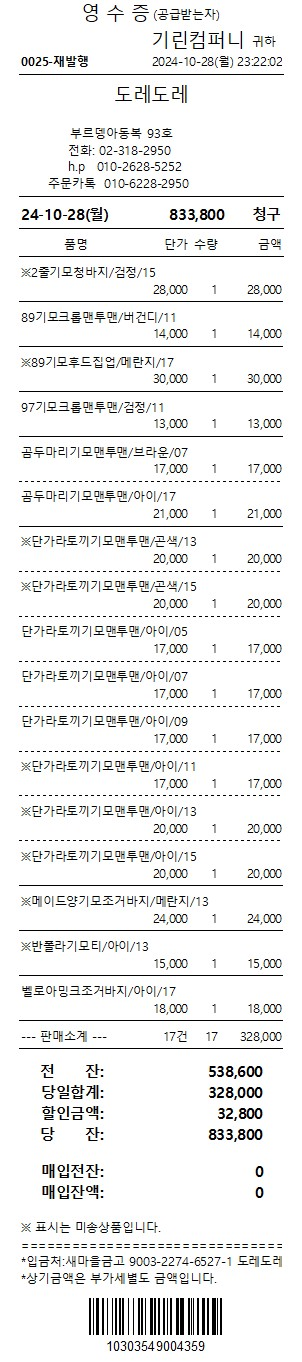 영 수 증 (공급받는자)
기린컴퍼니 귀하
0025-재발행 2024-10-28(월) 23:22:02
도레도레
부르뎅아동복 93호
전화: 02-318-2950
h.p 010-2628-5252
주문카톡 010-6228-2950
24-10-28(월) 833,800 청구
품명 단가 수량 금액
※2줄기모청바지/검정/15
28,000 1 28,000
89기모크롭맨투맨/버건디/11
14,000 1 14,000
※89기모후드집업/메란지/17
30,000 1 30,000
97기모크롭맨투맨/검정/11
13,000 1 13,000
곰두마리기모맨투맨/브라운/07
17,000 1 17,000
곰두마리기모맨투맨/아이/17
21,000 1 21,000
※단가라토끼기모맨투맨/곤색/13
20,000 1 20,000
※단가라토끼기모맨투맨/곤색/15
20,000 1 20,000
단가라토끼기모맨투맨/아이/05
17,000 1 17,000
단가라토끼기모맨투맨/아이/07
17,000 1 17,000
단가라토끼기모맨투맨/아이/09
17,000 1 17,000
※단가라토끼기모맨투맨/아이/11
17,000 1 17,000
※단가라토끼기모맨투맨/아이/13
20,000 1 20,000
※단가라토끼기모맨투맨/아이/15
20,000 1 20,000
※메이드양기모조거바지/메란지/13
24,000 1 24,000
※반폴라기모티/아이/13
15,000 1 15,000
벨로아밍크조거바지/아이/17
18,000 1 18,000
--- 판매소계 --- 17건 17 328,000
전 잔: 538,600
당일합계: 328,000
할인금액: 32,800
당 잔: 833,800
매입전잔: 0
매입잔액: 0
※ 표시는 미송상품입니다.
==============================
*입금처:새마을금고 9003-2274-6527-1 도레도레
*상기금액은 부가세별도 금액입니다.
10303549004359